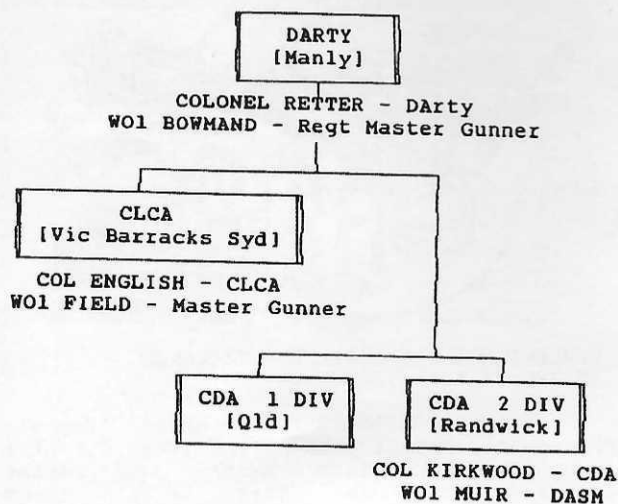 DARTY
[Manly]
COLONEL RETTER - DArty
WO1 BOWMAND - Regt Master Gunner
CLCA
[Vic Barracks Syd]
COL ENGLISH - CLCA
WO1 FIELD - Master Gunner
CDA 1 DIV
[Qld]
CDA 2 DIV
[Randwick]
COL KIRKWOOD - CDA
WO1 MUIR - DASM